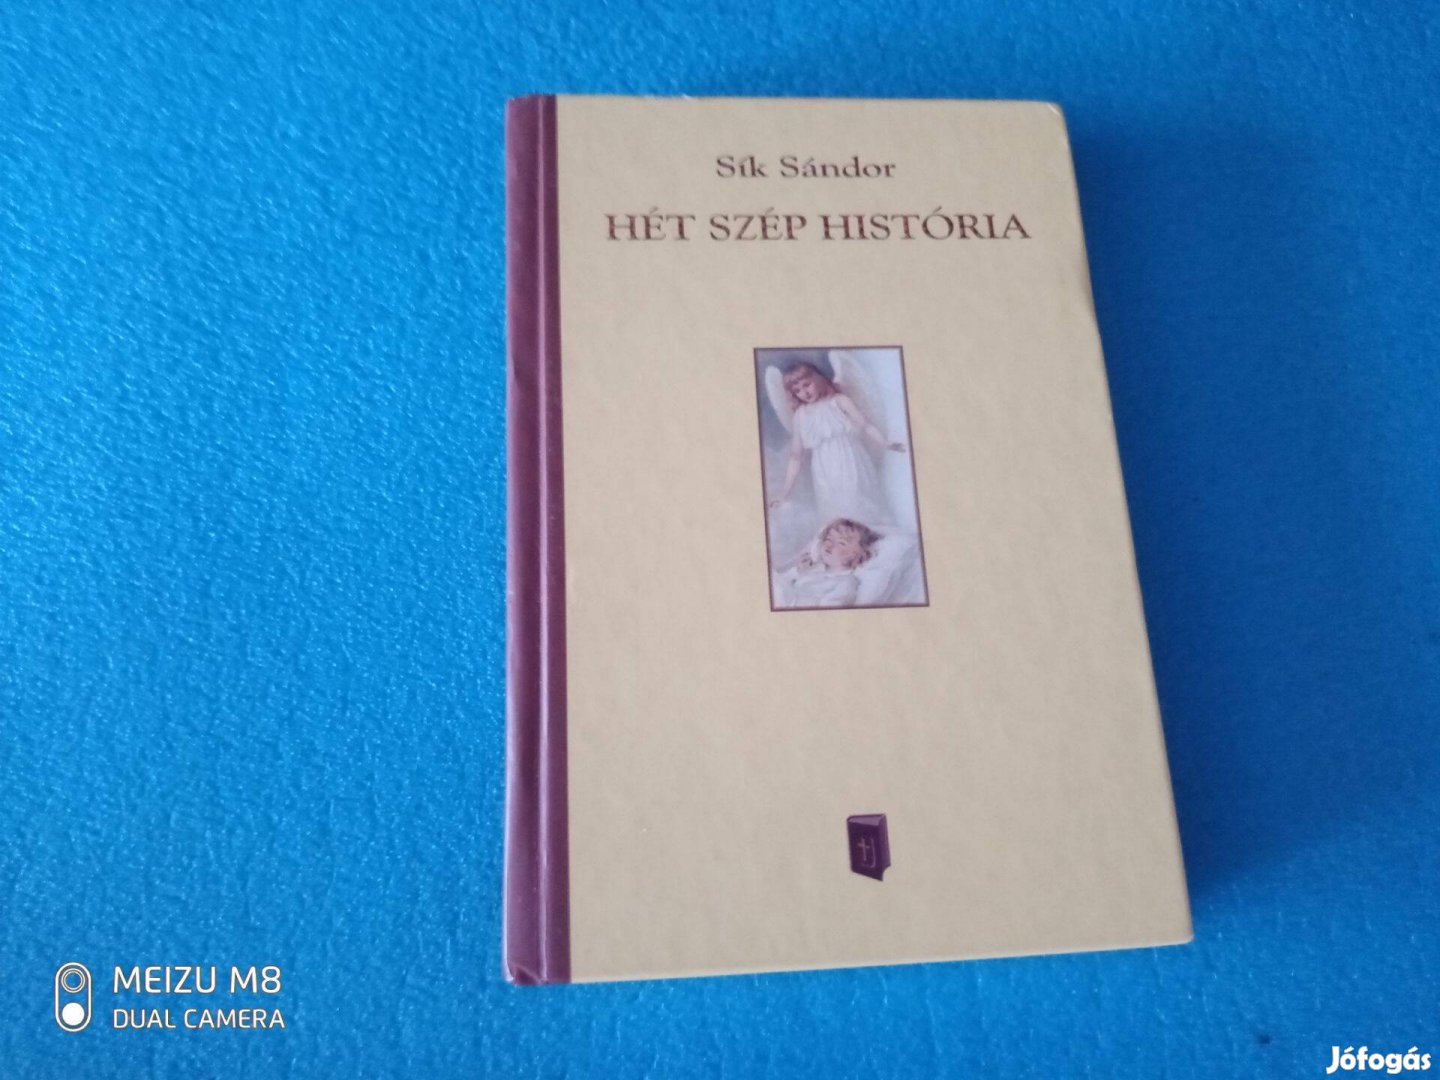 Sík Sándor
HÉT SZÉP HISTÓRIA
MEIZU M8
DUAL CAMERA
Jófogás